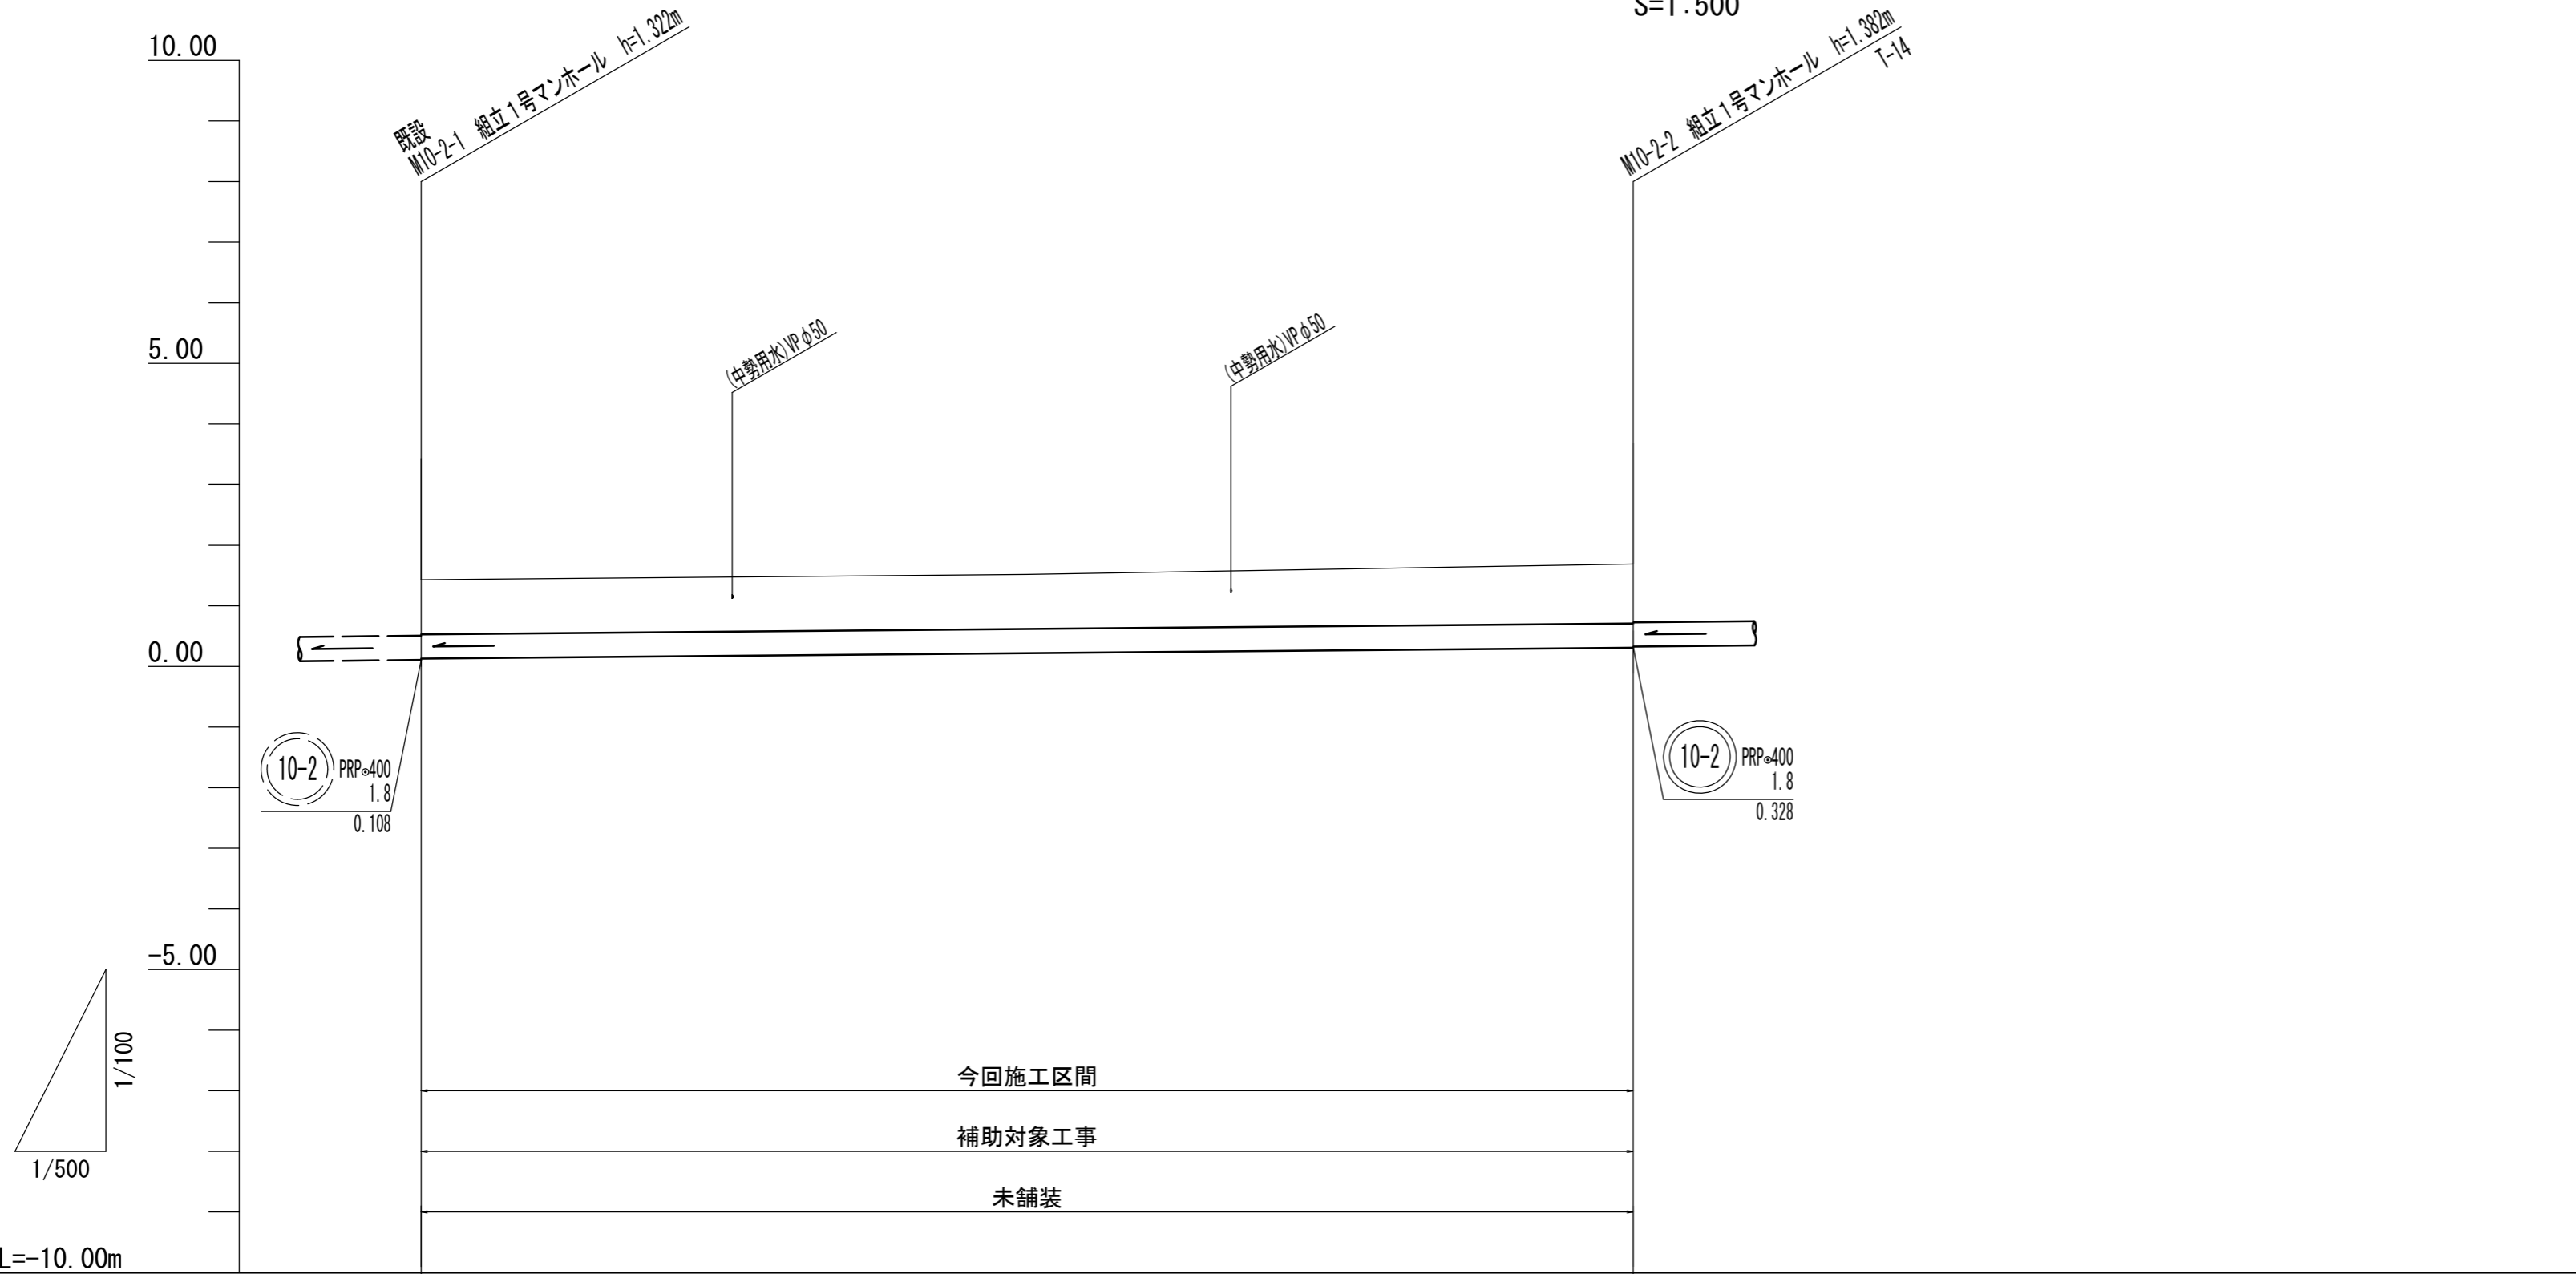 S=1:500
10.00
既設
M10-2-1 組立1号マンホール h=1.322m
M10-2-2 組立1号マンホール h=1.382m
T-14
5.00
(中勢用水)VPφ50
(中勢用水)VPφ50
0.00
10-2
PRP⊙400
1.8
0.108
10-2
PRP⊙400
1.8
0.328
-5.00
1/100
1/500
今回施工区間
補助対象工事
未舗装
L=-10.00m